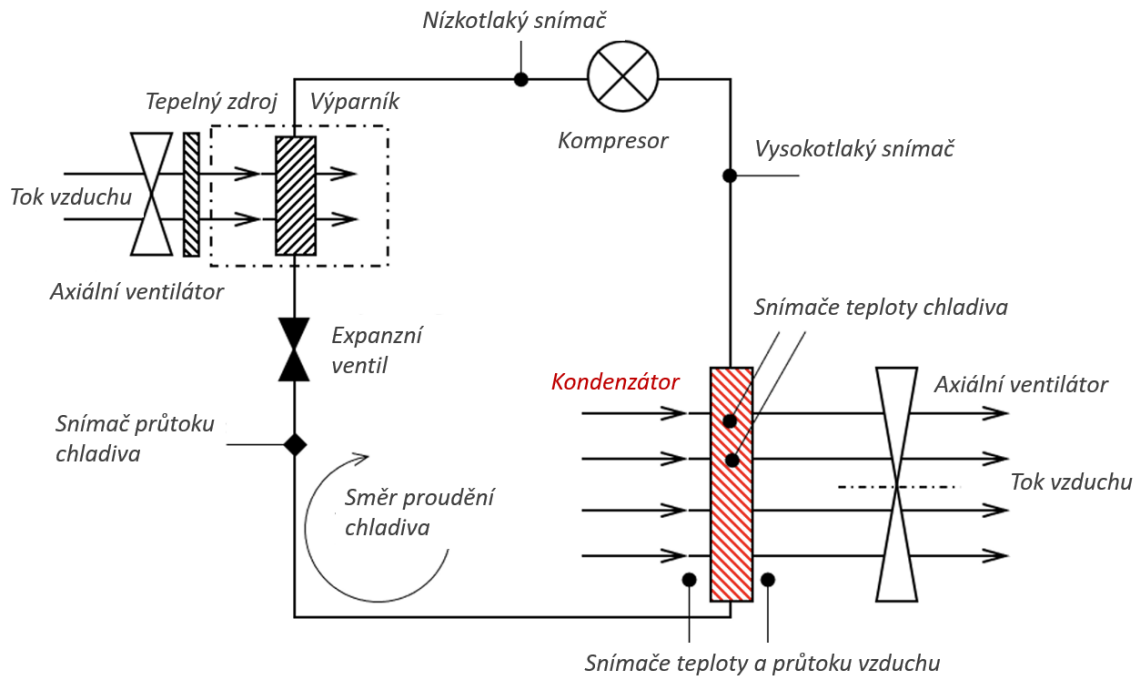 Nízkotlaký snímač
Tepelný zdroj
Výparník
Kompresor
Vysokotlaký snímač
Tok vzduchu
Axiální ventilátor
Snímače teploty chladiva
Expanzní
ventil
Kondenzátor
Axiální ventilátor
Snímač průtoku
chladiva
Směr proudění
chladiva
Tok vzduchu
Snímače teploty a průtoku vzduchu